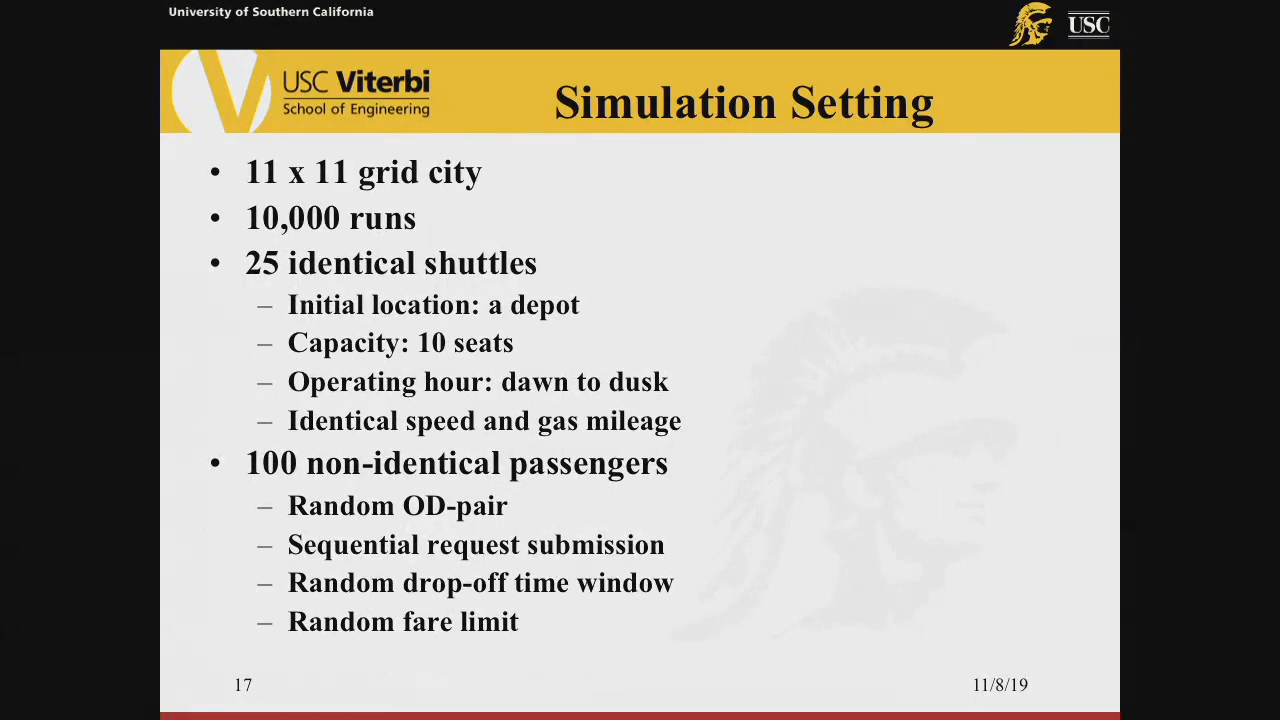 University of Southern California
USC
USC Viterbi
School of Engineering
Simulation Setting
• 11 x 11 grid city
• 10,000 runs
• 25 identical shuttles
– Initial location: a depot
– Capacity: 10 seats
– Operating hour: dawn to dusk
– Identical speed and gas mileage
• 100 non-identical passengers
– Random OD-pair
– Sequential request submission
– Random drop-off time window
– Random fare limit
17
11/8/19